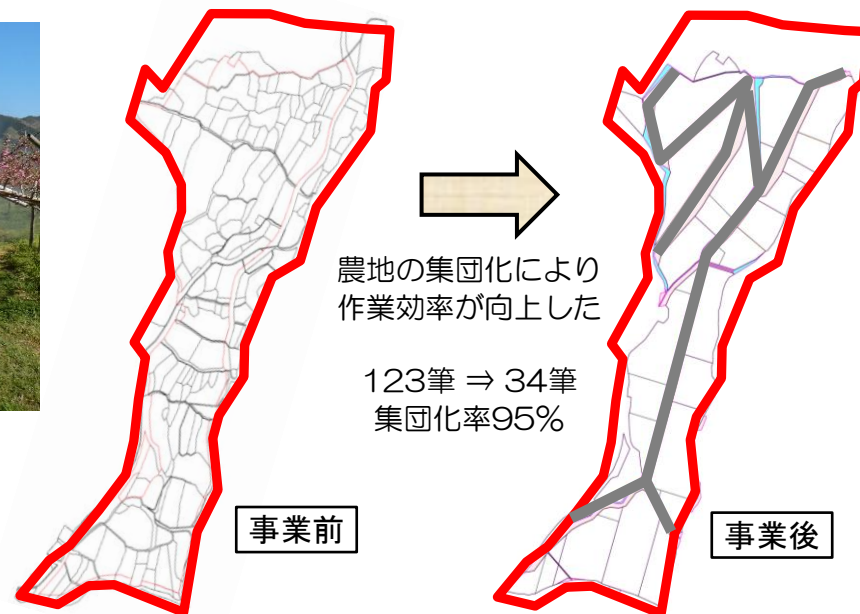 農地の集団化により
作業効率が向上した
123筆 ⇒ 34筆
集団化率95%
事業前
事業後